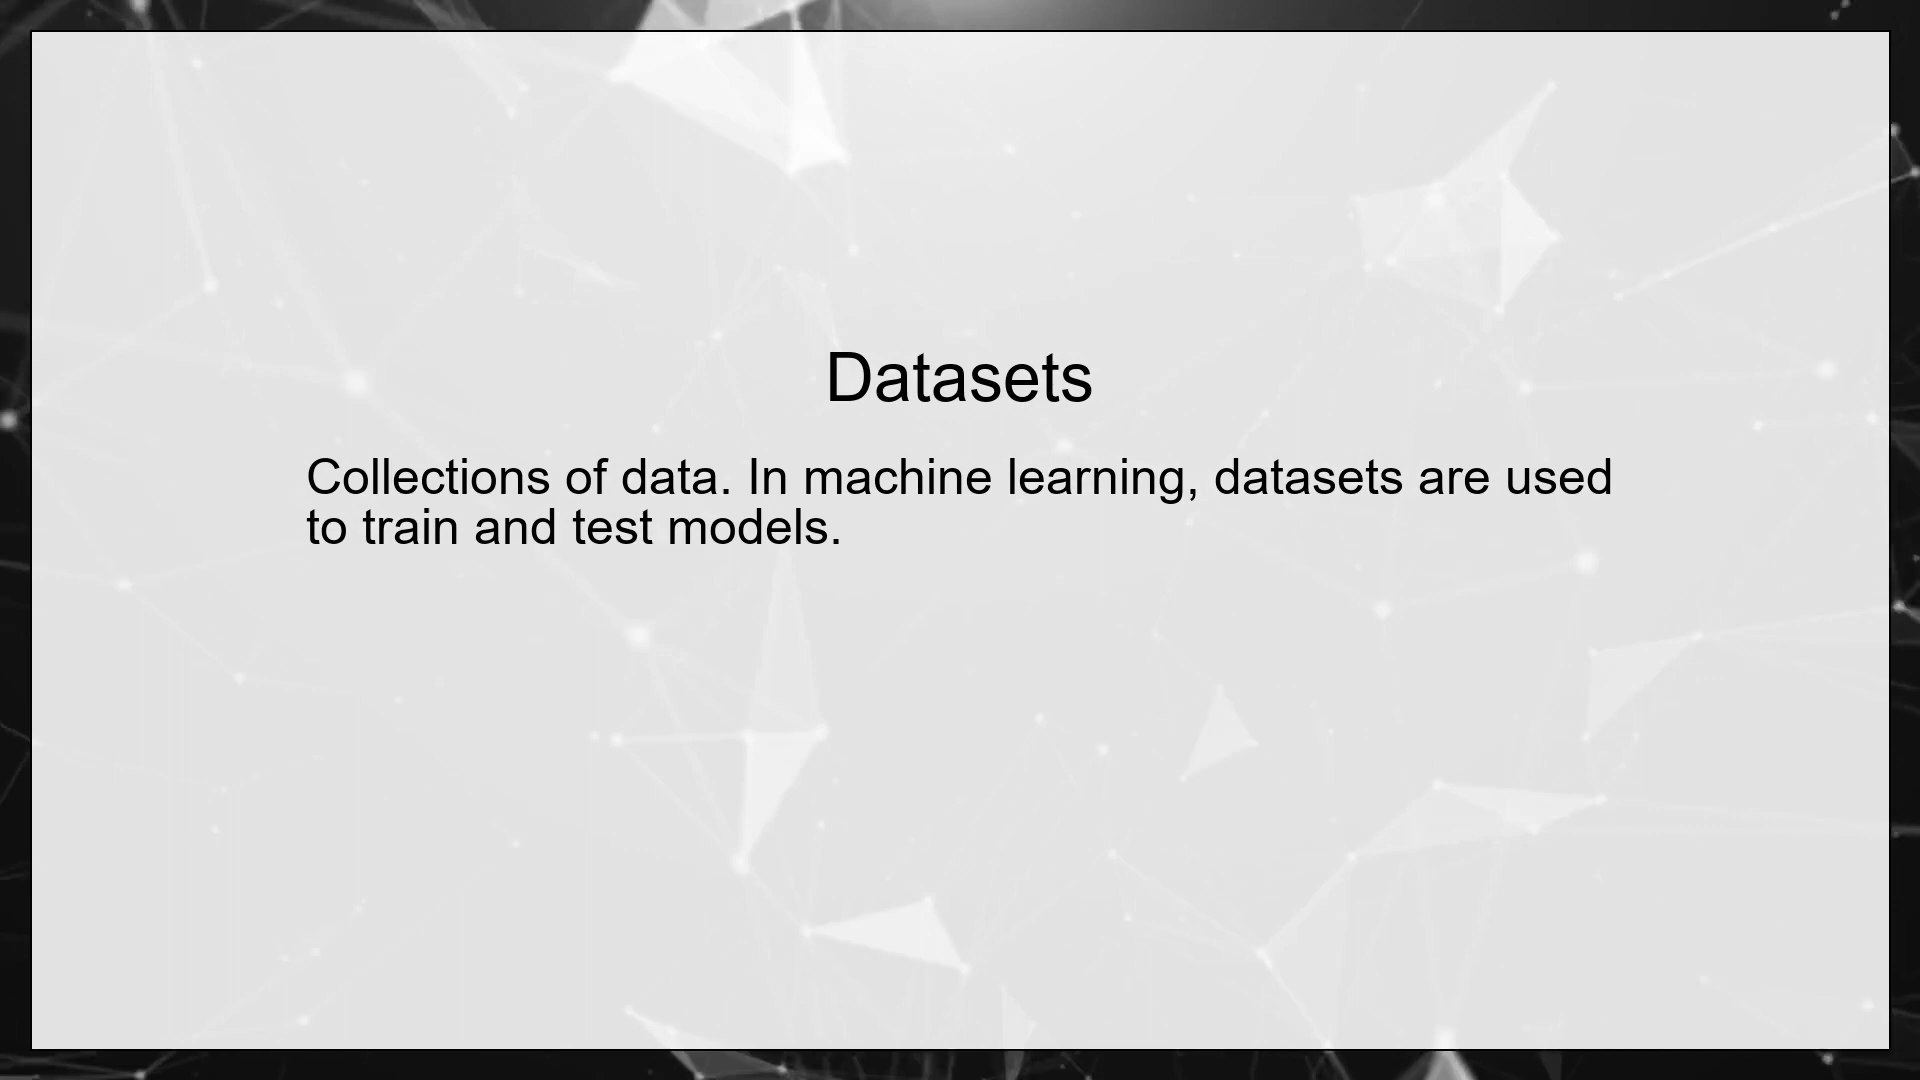 Datasets
Collections of data. In machine learning, datasets are used
to train and test models.